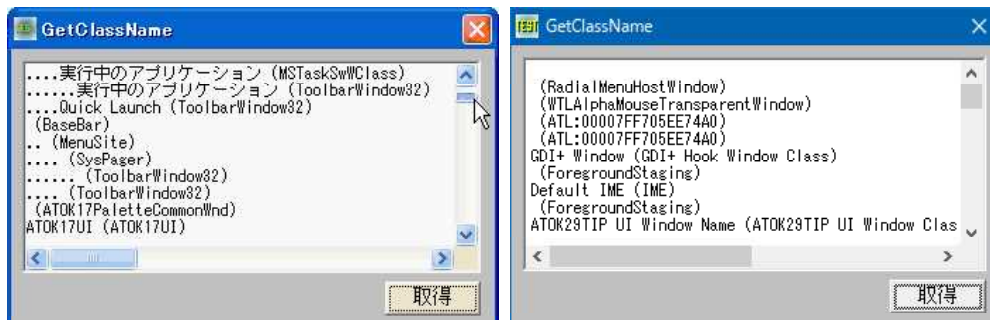 GetClassName
....実行中のアプリケーション (MSTaskSwWClass)
......実行中のアプリケーション (ToolbarWindow32)
....Quick Launch (ToolbarWindow32)
(BaseBar)
.. (MenuSite)
.... (SysPager)
...... (ToolbarWindow32)
.... (ToolbarWindow32)
(ATOK17PaletteCommonWnd)
ATOK17UI (ATOK17UI)
取得
GetClassName
(RadialMenuHostWindow)
(WTLAlphaMouseTransparentWindow)
(ATL:00007FF705EE74A0)
(ATL:00007FF705EE74A0)
GDI+ Window (GDI+ Hook Window Class)
(ForegroundStaging)
Default IME (IME)
(ForegroundStaging)
ATOK29TIP UI Window Name (ATOK29TIP UI Window Clas
取得